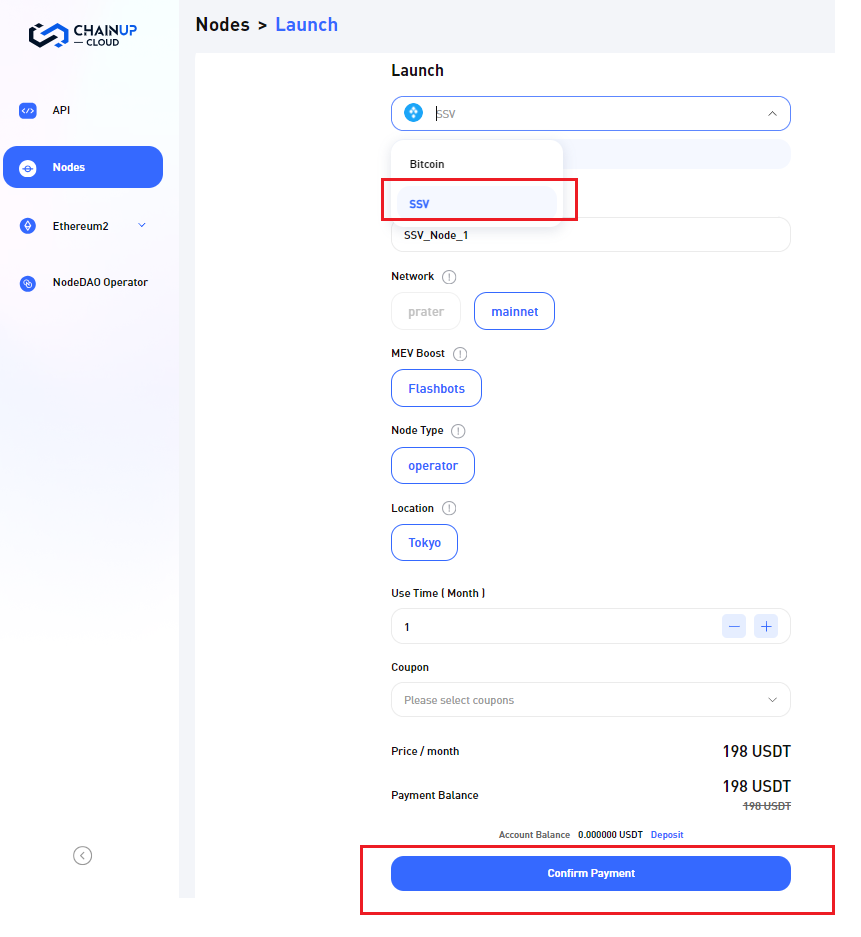 CHAINUP
CLOUD
Nodes > Launch
API
Nodes
Ethereum2
NodeDAO Operator
Launch
SSV
Bitcoin
SSV
SSV_Node_1
Network
prater mainnet
MEV Boost
Flashbots
Node Type
operator
Location
Tokyo
Use Time ( Month )
1
Coupon
Please select coupons
Price / month 198 USDT
Payment Balance 198 USDT
198 USDT
Account Balance 0.000000 USDT Deposit
Confirm Payment